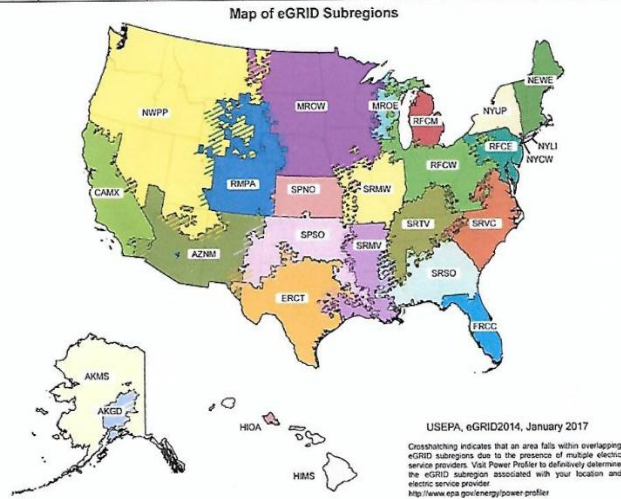 Map of eGRID Subregions
NEWE
NWPP
MROW
MROE
NYUP
RFCM
NYLI
RFCE
NYCW
RFCW
CAMX
RMPA
SPNO
SRMW
SRTV
SRVC
SPSO
AZNM
SRMV
SRSO
ERCT
FRCC
AKMS
AKGD
HIOA
HIMS
USEPA, eGRID2014, January 2017
Crosshatching indicates that an area falls within overlapping
eGRID subregions due to the presence of multiple electric
service providers. Visit Power Profiler to definitively determine
the eGRID subregion associated with your location and
electric service provider
http://www.epa.gov/energy/power-profiler